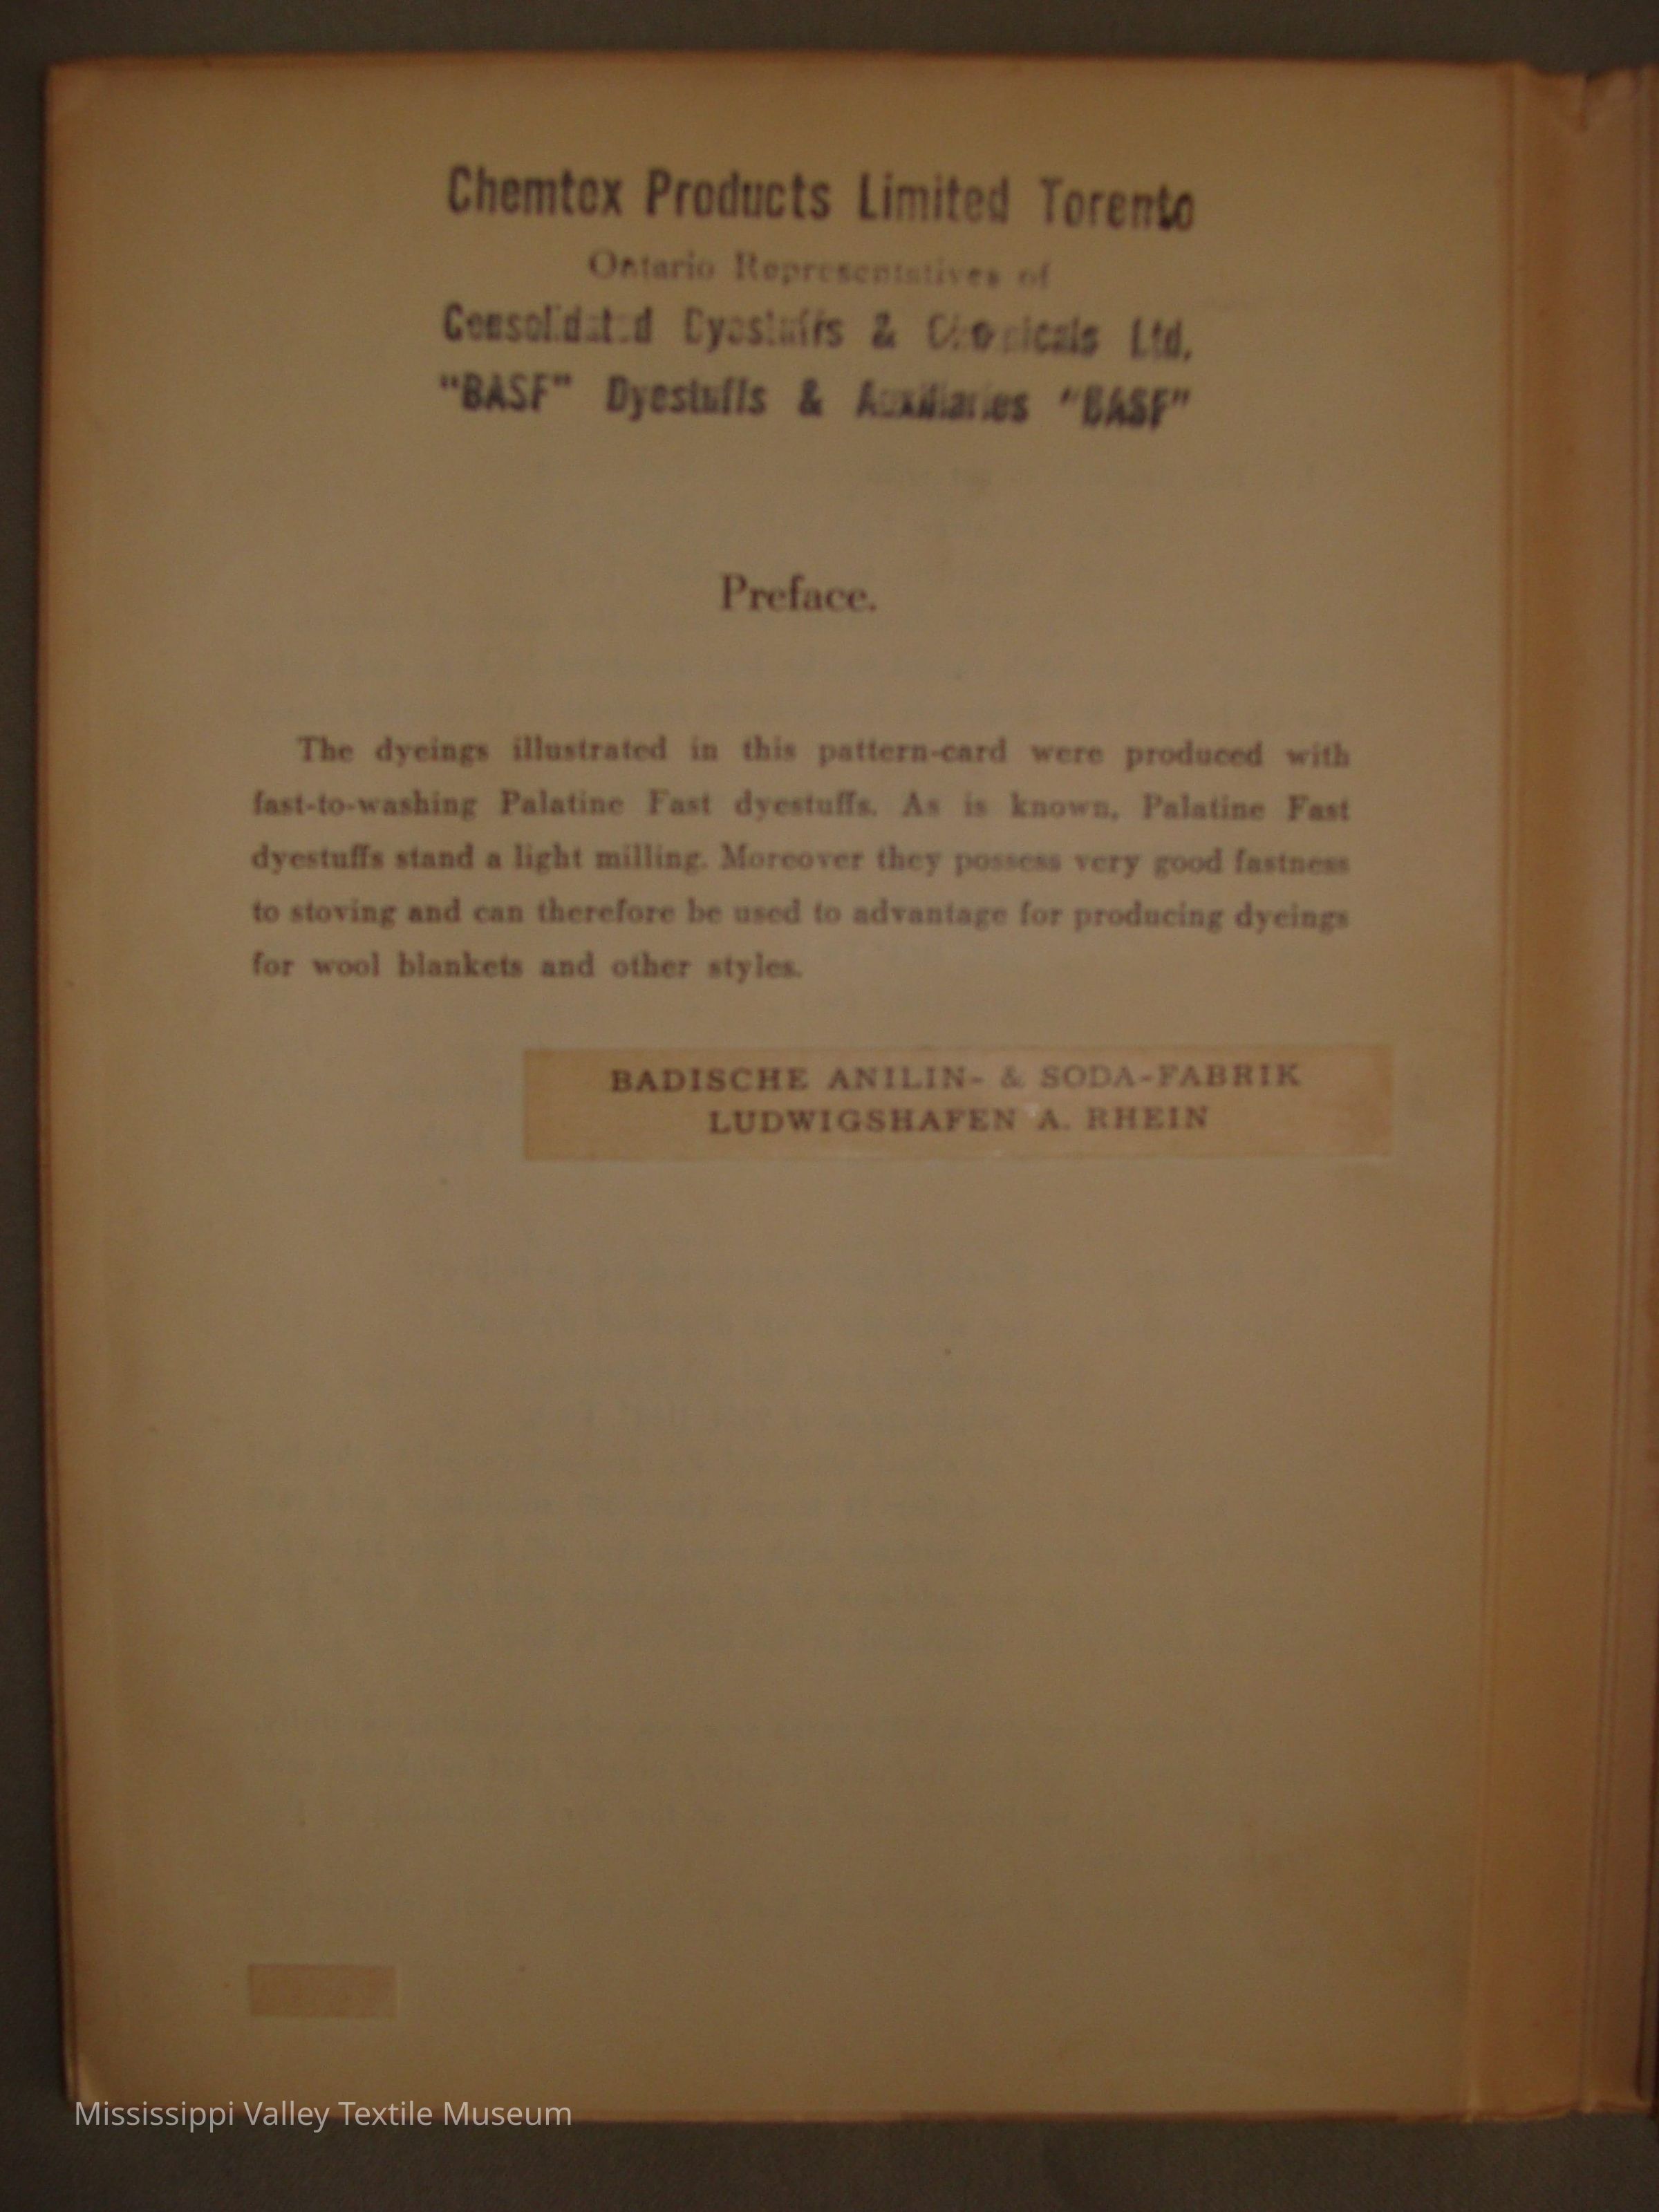 Chemtex Products Limited Toronto
Ontario Representatives of
Consolidated Dyestuffs & Chemicals Ltd.
"BASF" Dyestuffs & Auxiliaries "BASF"
Preface.
The dyeings illustrated in this pattern-card were produced with
fast-to-washing Palatine Fast dyestuffs. As is known, Palatine Fast
dyestuffs stand a light milling. Moreover they possess very good fastness
to stoving and can therefore be used to advantage for producing dyeings
for wool blankets and other styles.
BADISCHE ANILIN- & SODA-FABRIK
LUDWIGSHAFEN A. RHEIN
Mississippi Valley Textile Museum